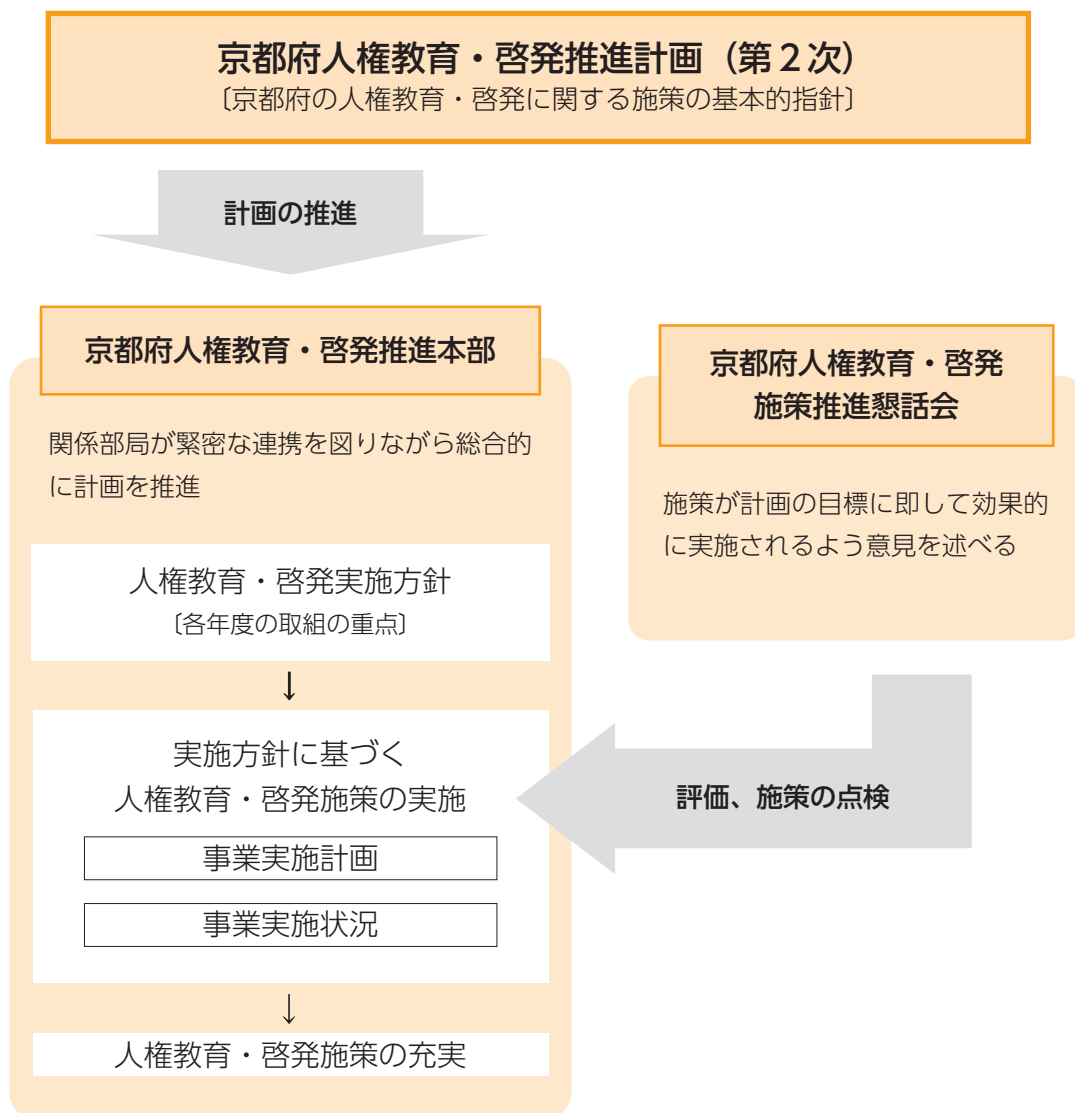 京都府人権教育・啓発推進計画（第２次）
〔京都府の人権教育・啓発に関する施策の基本的指針〕
計画の推進
京都府人権教育・啓発推進本部
関係部局が緊密な連携を図りながら総合的
に計画を推進
人権教育・啓発実施方針
〔各年度の取組の重点〕
↓
実施方針に基づく
人権教育・啓発施策の実施
事業実施計画
事業実施状況
↓
人権教育・啓発施策の充実
京都府人権教育・啓発
施策推進懇話会
施策が計画の目標に即して効果的
に実施されるよう意見を述べる
評価、施策の点検